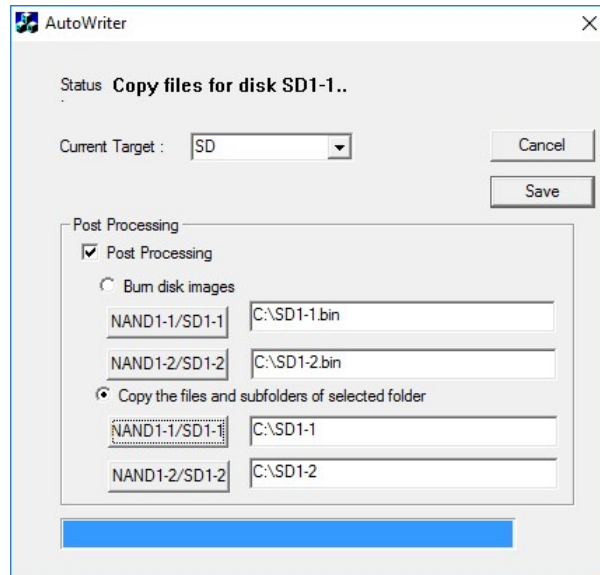 AutoWriter
Status Copy files for disk SD1-1..
:
Current Target : SD
Cancel
Save
Post Processing
Post Processing
Burn disk images
NAND1-1/SD1-1 C:\SD1-1.bin
NAND1-2/SD1-2 C:\SD1-2.bin
Copy the files and subfolders of selected folder
NAND1-1/SD1-1 C:\SD1-1
NAND1-2/SD1-2 C:\SD1-2